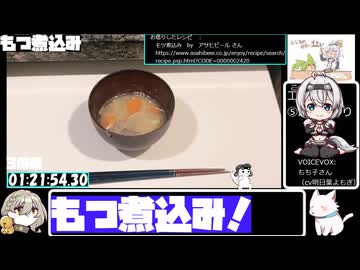 もつ煮込み
お借りしたレシピ ：
モツ煮込み by アサヒビール さん
https://www.asahibeer.co.jp/enjoy/recipe/search/
recipe.psp.html?CODE=0000002420
⑤
り
01:21:54.30
VOICEVOX:
もち子さん
（cv明日葉よもぎ）
もつ煮込み！